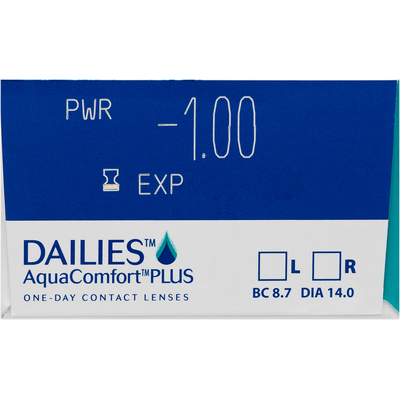 PWR -1.00
EXP
DAILIES™
AquaComfort™PLUS
ONE-DAY CONTACT LENSES
L R
BC 8.7 DIA 14.0